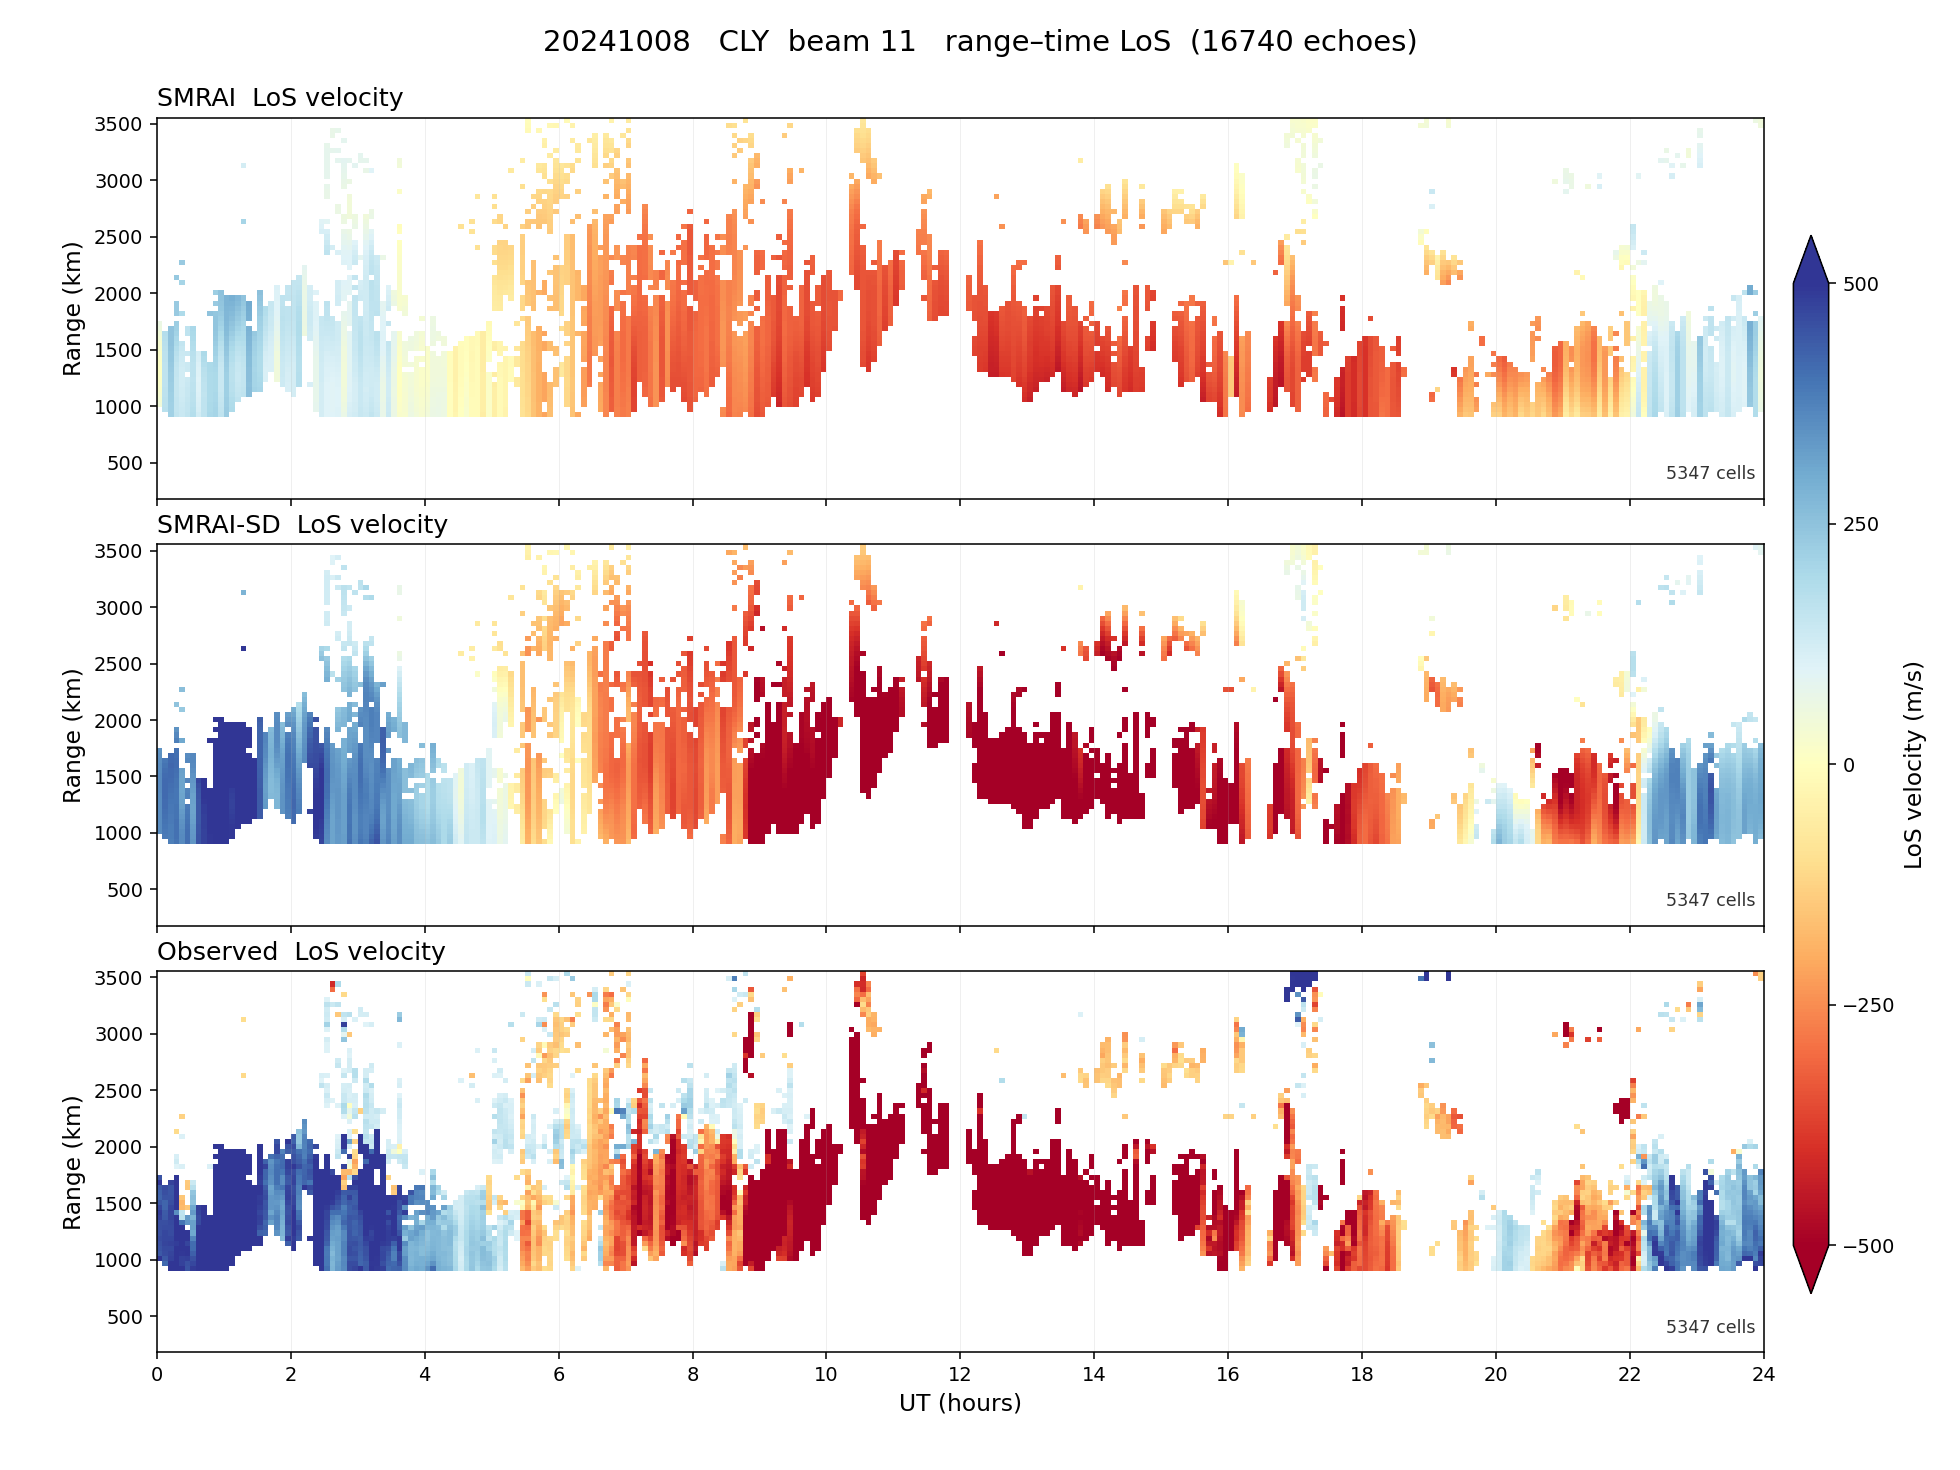 20241008   CLY  beam 11   range–time LoS  (16740 echoes)
SMRAI  LoS velocity
3500
3000
2500
2000
1500
1000
500
Range (km)
5347 cells
SMRAI-SD  LoS velocity
3500
3000
2500
2000
1500
1000
500
Range (km)
5347 cells
Observed  LoS velocity
3500
3000
2500
2000
1500
1000
500
Range (km)
5347 cells
0 2 4 6 8 10 12 14 16 18 20 22 24
UT (hours)
500
250
0
−250
−500
LoS velocity (m/s)